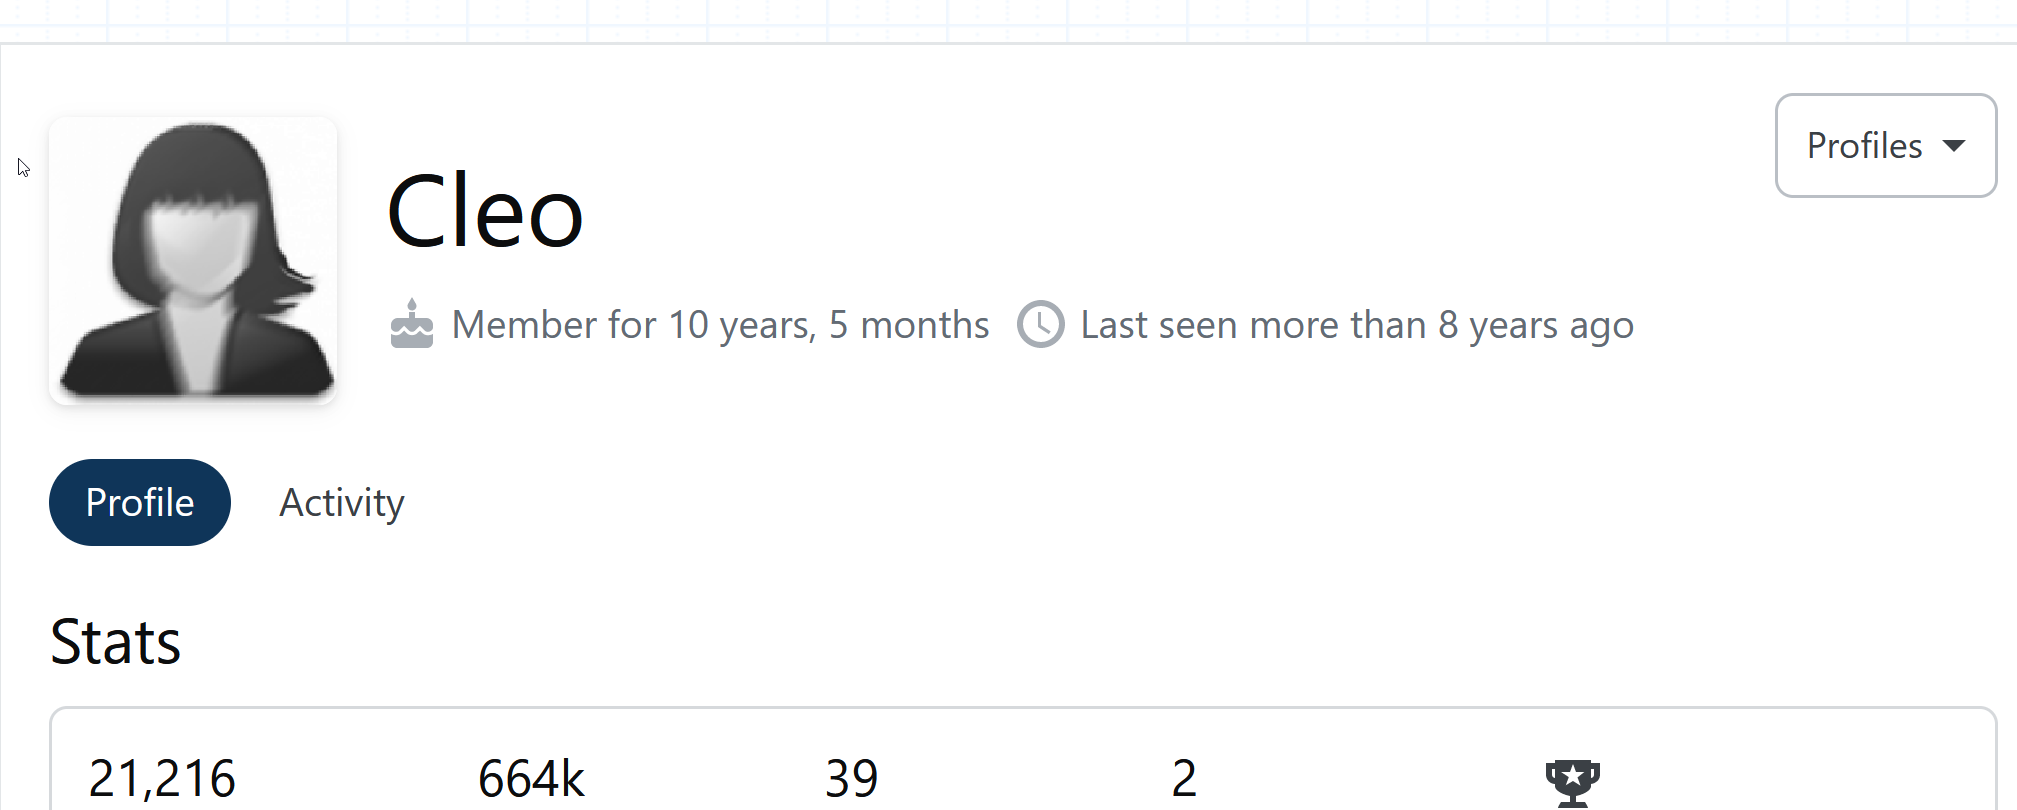 Profiles
Cleo
Member for 10 years, 5 months Last seen more than 8 years ago
Profile Activity
Stats
21,216 664k 39 2